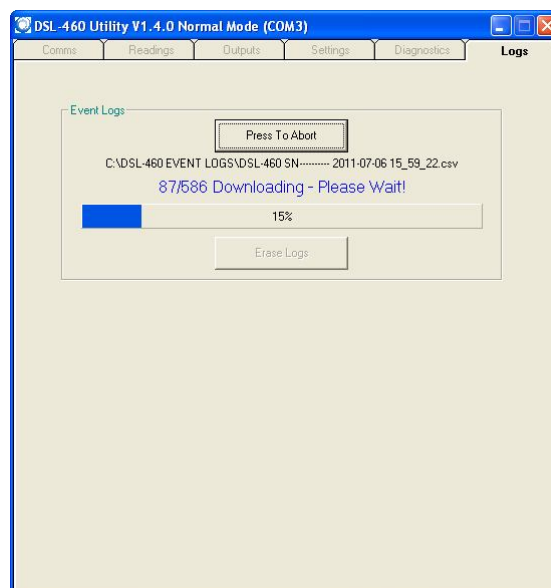 DSL-460 Utility V1.4.0 Normal Mode (COM3)
Comms Readings Outputs Settings Diagnostics Logs
Event Logs
Press To Abort
C:\DSL-460 EVENT LOGS\DSL-460 SN--------- 2011-07-06 15_59_22.csv
87/586 Downloading - Please Wait!
15%
Erase Logs